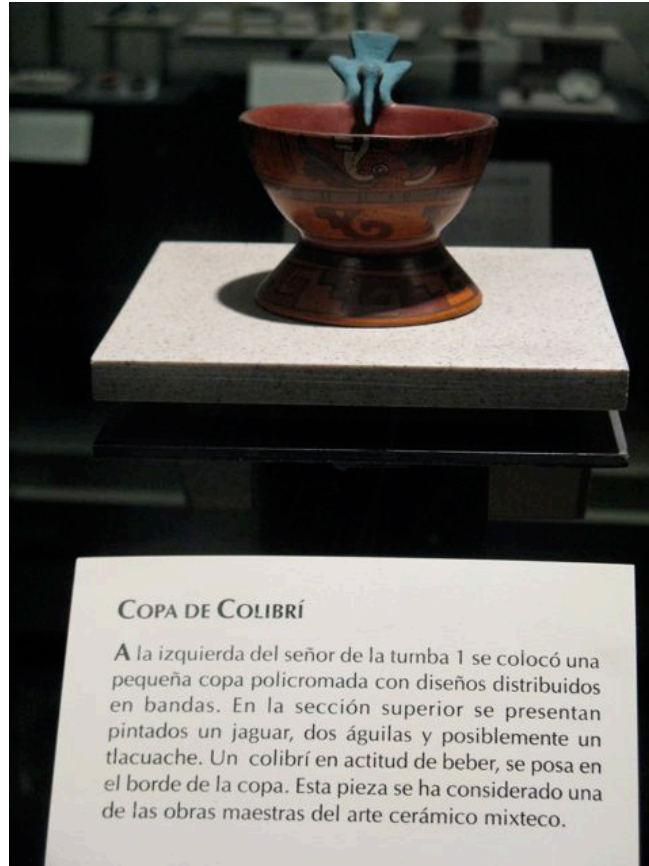 COPA DE COLIBRÍ
A la izquierda del señor de la tumba 1 se colocó una
pequeña copa policromada con diseños distribuidos
en bandas. En la sección superior se presentan
pintados un jaguar, dos águilas y posiblemente un
tlacuache. Un colibrí en actitud de beber, se posa en
el borde de la copa. Esta pieza se ha considerado una
de las obras maestras del arte cerámico mixteco.